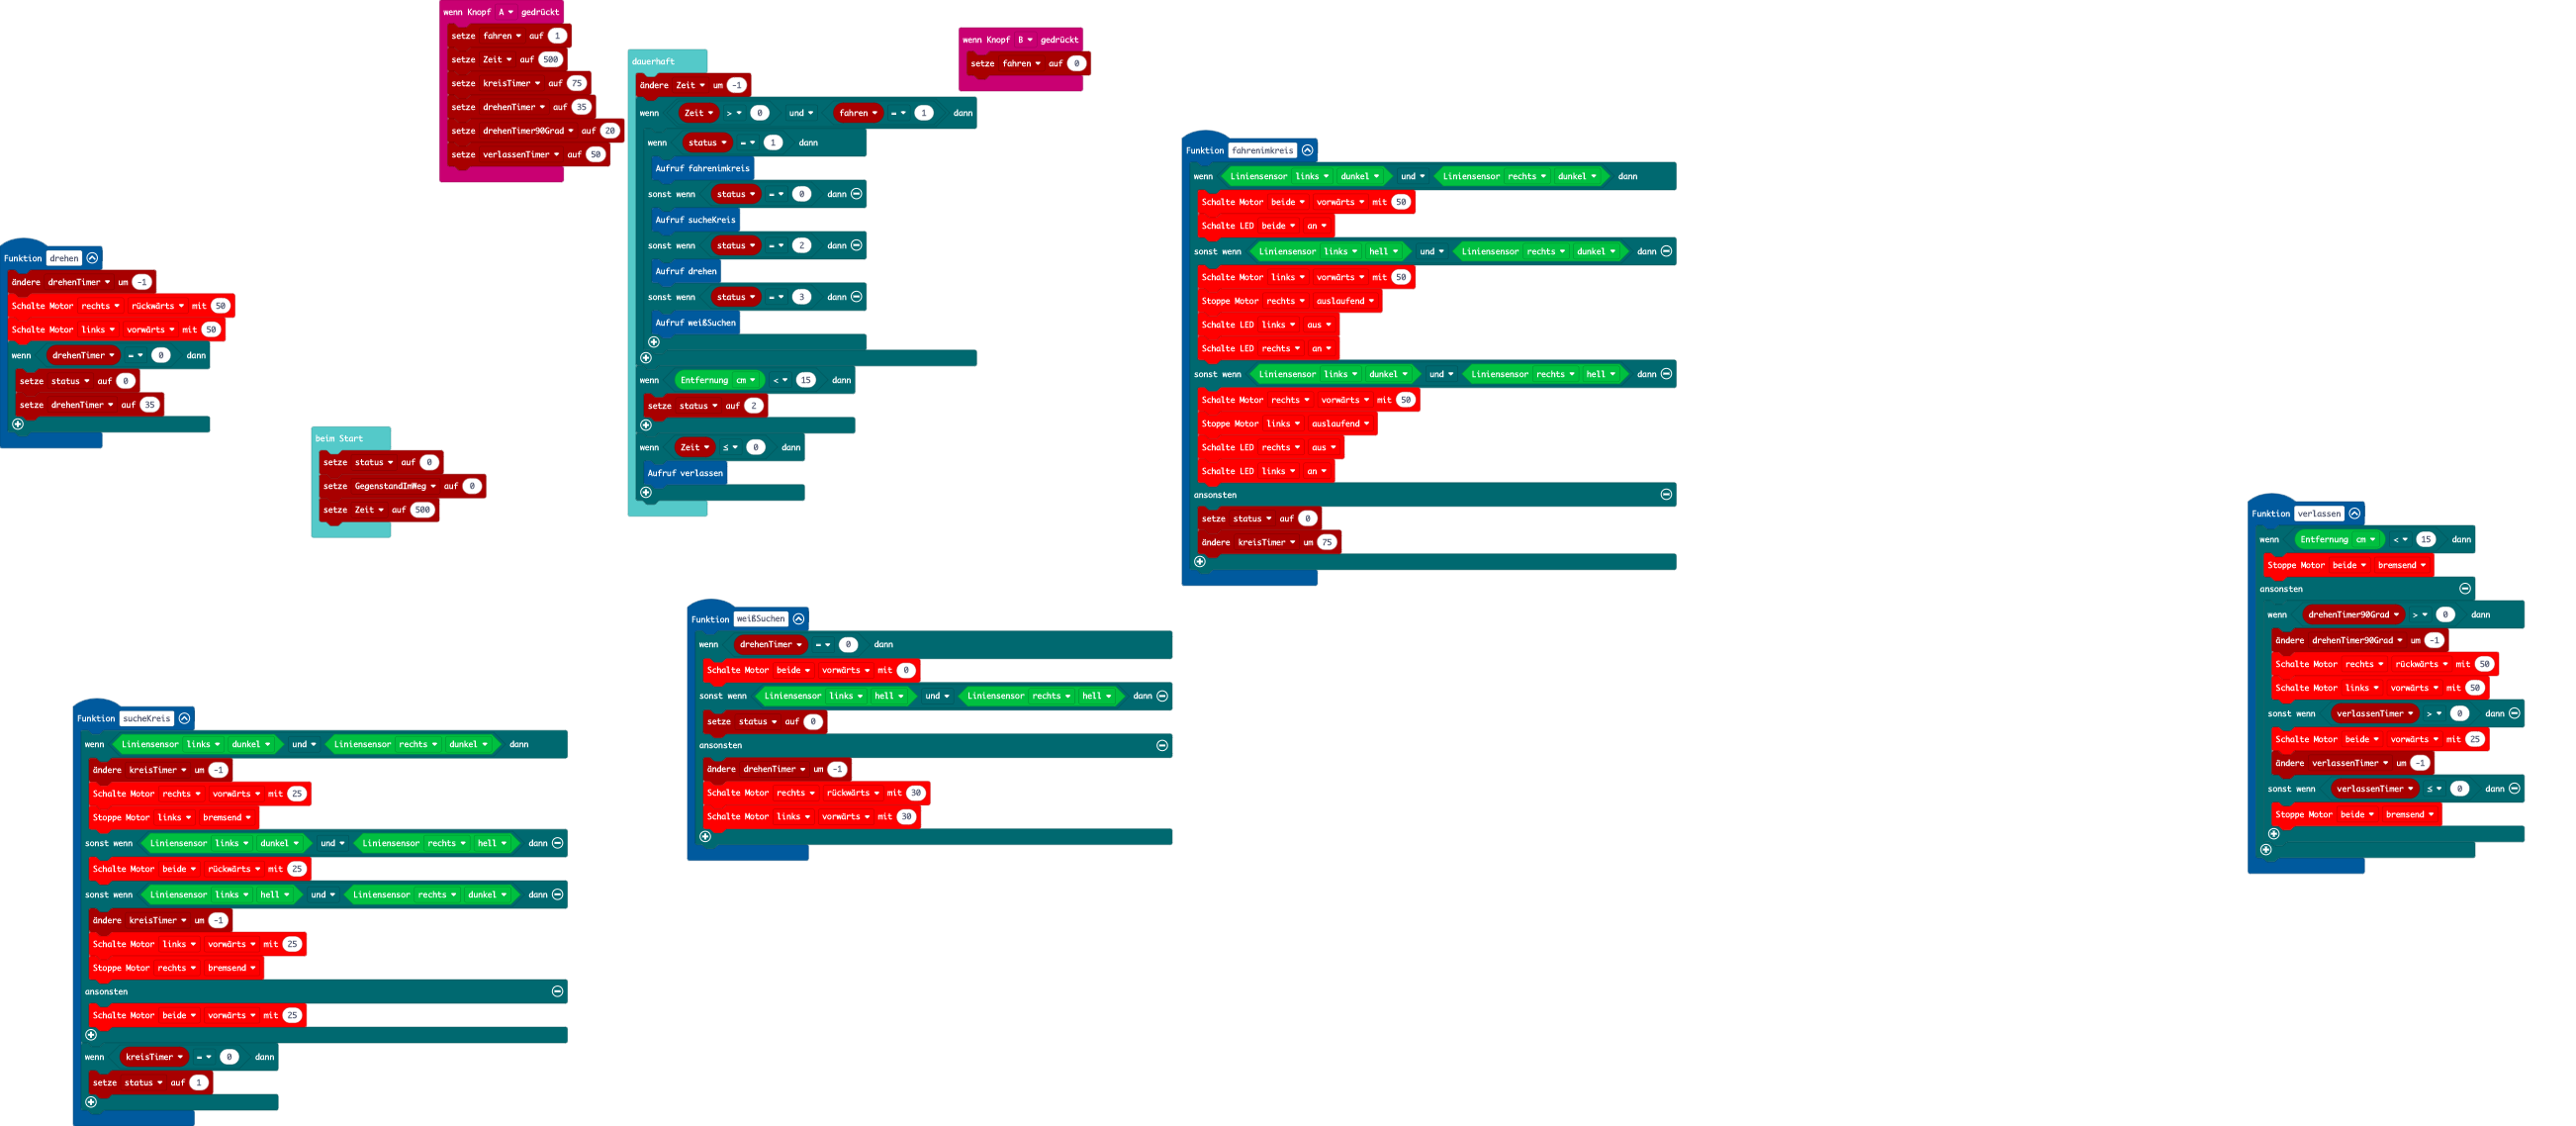 wenn Knopf A gedrückt
setze fahren auf 1
setze Zeit auf 500
setze kreisTimer auf 75
setze drehenTimer auf 35
setze drehenTimer90Grad auf 20
setze verlassenTimer auf 50
dauerhaft
ändere Zeit um -1
wenn Zeit > 0 und fahren = 1 dann
wenn status = 1 dann
Aufruf fahrenimkreis
sonst wenn status = 0 dann
Aufruf sucheKreis
sonst wenn status = 2 dann
Aufruf drehen
sonst wenn status = 3 dann
Aufruf weißSuchen
wenn Entfernung cm < 15 dann
setze status auf 2
wenn Zeit ≤ 0 dann
Aufruf verlassen
wenn Knopf B gedrückt
setze fahren auf 0
Funktion fahrenimkreis
wenn Liniensensor links dunkel und Liniensensor rechts dunkel dann
Schalte Motor beide vorwärts mit 50
Schalte LED beide an
sonst wenn Liniensensor links hell und Liniensensor rechts dunkel dann
Schalte Motor links vorwärts mit 50
Stoppe Motor rechts auslaufend
Schalte LED links aus
Schalte LED rechts an
sonst wenn Liniensensor links dunkel und Liniensensor rechts hell dann
Schalte Motor rechts vorwärts mit 50
Stoppe Motor links auslaufend
Schalte LED rechts aus
Schalte LED links an
ansonsten
setze status auf 0
ändere kreisTimer um 75
Funktion drehen
ändere drehenTimer um -1
Schalte Motor rechts rückwärts mit 50
Schalte Motor links vorwärts mit 50
wenn drehenTimer = 0 dann
setze status auf 0
setze drehenTimer auf 35
beim Start
setze status auf 0
setze GegenstandImWeg auf 0
setze Zeit auf 500
Funktion verlassen
wenn Entfernung cm < 15 dann
Stoppe Motor beide bremsend
ansonsten
wenn drehenTimer90Grad > 0 dann
ändere drehenTimer90Grad um -1
Schalte Motor rechts rückwärts mit 50
Schalte Motor links vorwärts mit 50
sonst wenn verlassenTimer > 0 dann
Schalte Motor beide vorwärts mit 25
ändere verlassenTimer um -1
sonst wenn verlassenTimer ≤ 0 dann
Stoppe Motor beide bremsend
Funktion weißSuchen
wenn drehenTimer = 0 dann
Schalte Motor beide vorwärts mit 0
sonst wenn Liniensensor links hell und Liniensensor rechts hell dann
setze status auf 0
ansonsten
ändere drehenTimer um -1
Schalte Motor rechts rückwärts mit 30
Schalte Motor links vorwärts mit 30
Funktion sucheKreis
wenn Liniensensor links dunkel und Liniensensor rechts dunkel dann
ändere kreisTimer um -1
Schalte Motor rechts vorwärts mit 25
Stoppe Motor links bremsend
sonst wenn Liniensensor links dunkel und Liniensensor rechts hell dann
Schalte Motor beide rückwärts mit 25
sonst wenn Liniensensor links hell und Liniensensor rechts dunkel dann
ändere kreisTimer um -1
Schalte Motor links vorwärts mit 25
Stoppe Motor rechts bremsend
ansonsten
Schalte Motor beide vorwärts mit 25
wenn kreisTimer = 0 dann
setze status auf 1